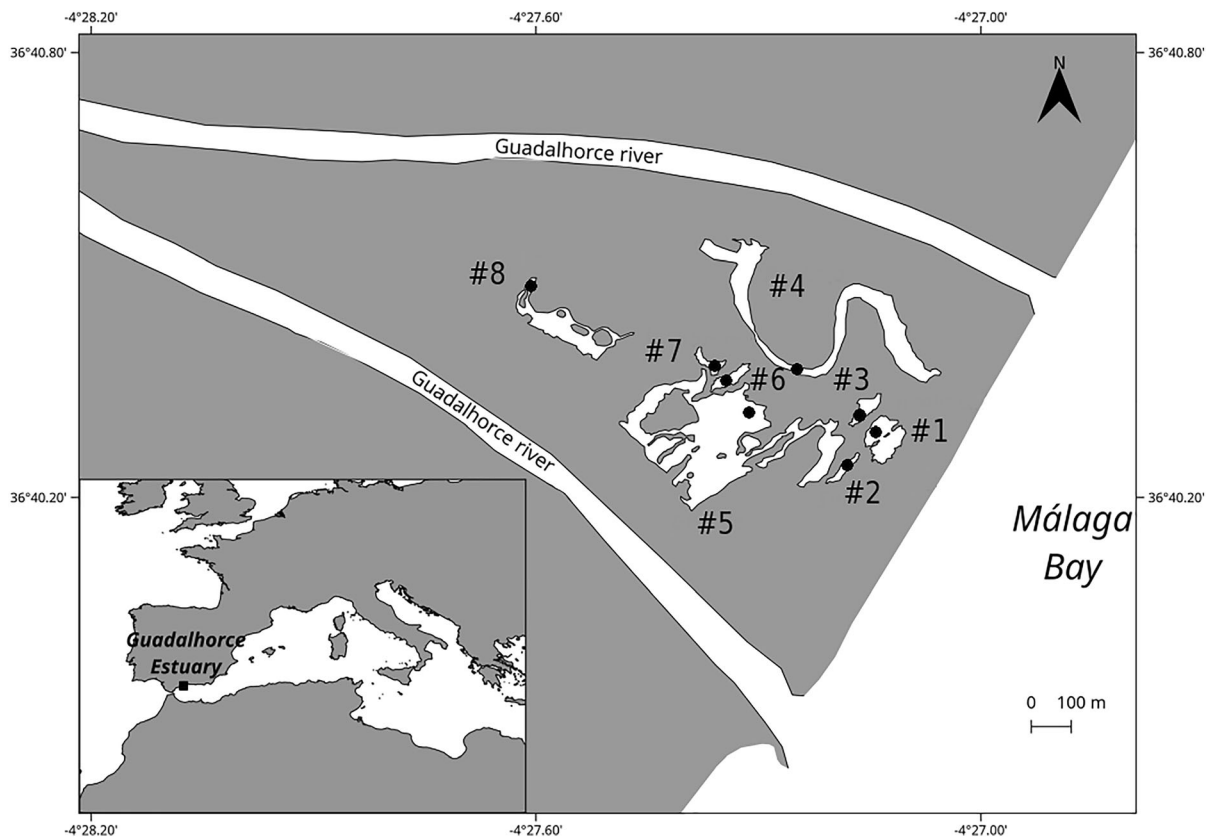 -4°28.20' -4°27.60' -4°27.00'
36°40.80' 36°40.80'
N
Guadalhorce river
#8
#4
#7
#6
#3
#1
#2
#5
Guadalhorce river
36°40.20' 36°40.20'
Málaga
Bay
Guadalhorce
Estuary
0 100 m
-4°28.20' -4°27.60' -4°27.00'